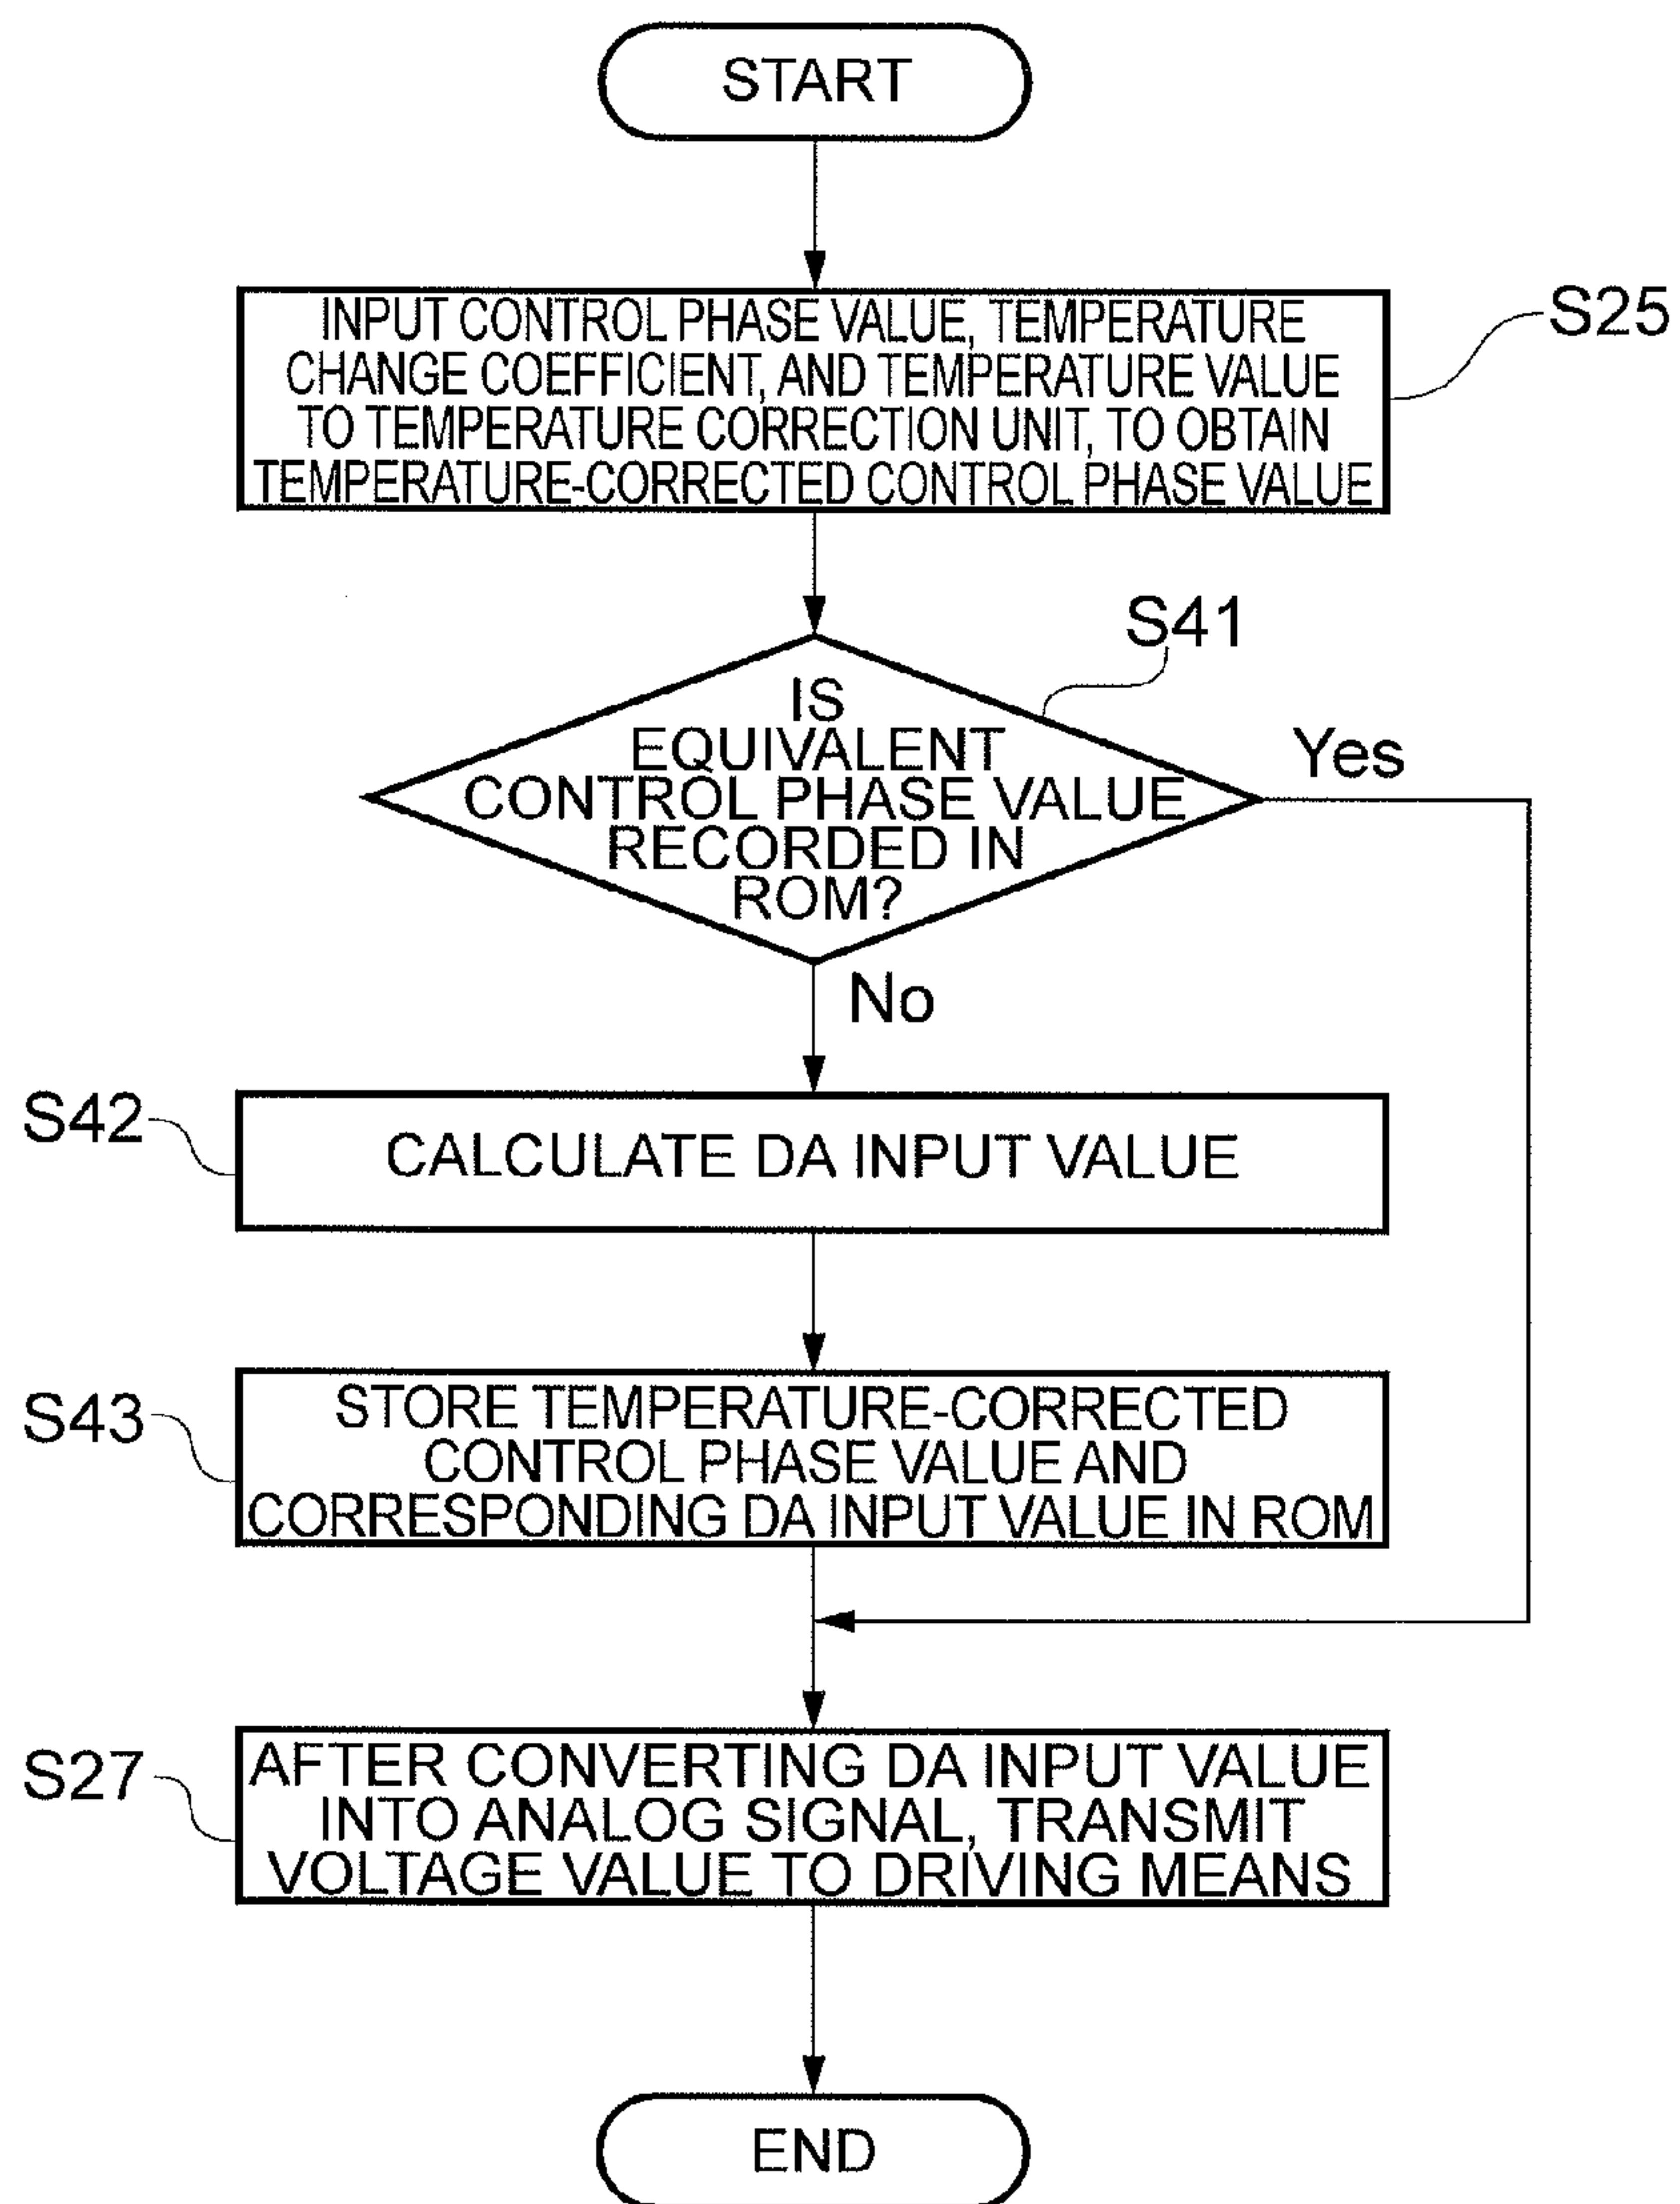 START
INPUT CONTROL PHASE VALUE, TEMPERATURE
CHANGE COEFFICIENT, AND TEMPERATURE VALUE
TO TEMPERATURE CORRECTION UNIT, TO OBTAIN
TEMPERATURE-CORRECTED CONTROL PHASE VALUE
S25
S41
IS
EQUIVALENT
CONTROL PHASE VALUE
RECORDED IN
ROM?
Yes
No
S42
CALCULATE DA INPUT VALUE
S43
STORE TEMPERATURE-CORRECTED
CONTROL PHASE VALUE AND
CORRESPONDING DA INPUT VALUE IN ROM
S27
AFTER CONVERTING DA INPUT VALUE
INTO ANALOG SIGNAL, TRANSMIT
VOLTAGE VALUE TO DRIVING MEANS
END